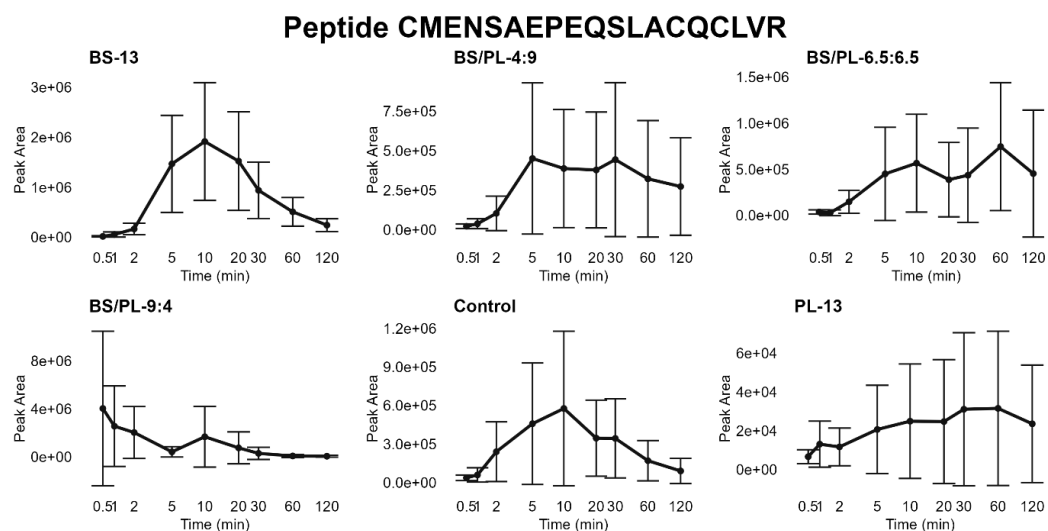 Peptide CMENSAEPEQSLACQCLVR
BS-13
Peak Area
3e+06
2e+06
1e+06
0e+00
0.51 2 5 10 20 30 60 120
Time (min)
BS/PL-4:9
Peak Area
7.5e+05
5.0e+05
2.5e+05
0.0e+00
0.51 2 5 10 20 30 60 120
Time (min)
BS/PL-6.5:6.5
Peak Area
1.5e+06
1.0e+06
5.0e+05
0.0e+00
0.51 2 5 10 20 30 60 120
Time (min)
BS/PL-9:4
Peak Area
8e+06
4e+06
0e+00
0.51 2 5 10 20 30 60 120
Time (min)
Control
Peak Area
1.2e+06
9.0e+05
6.0e+05
3.0e+05
0.0e+00
0.51 2 5 10 20 30 60 120
Time (min)
PL-13
Peak Area
6e+04
4e+04
2e+04
0e+00
0.51 2 5 10 20 30 60 120
Time (min)